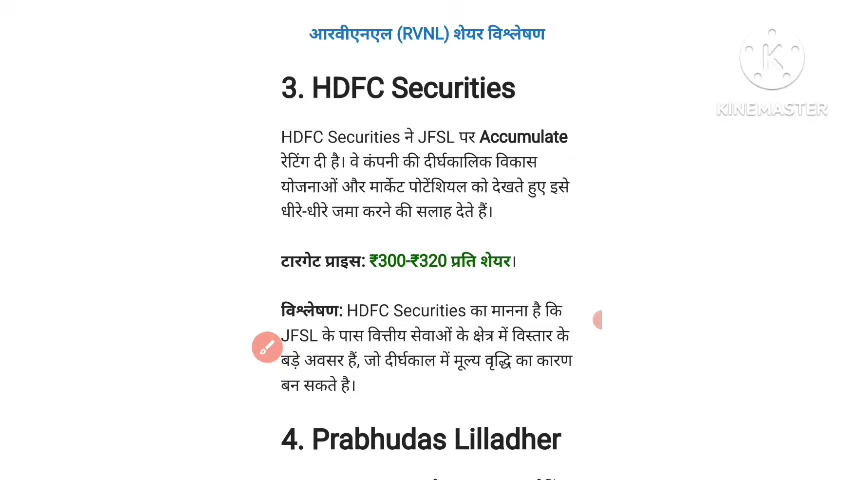 आरवीएनएल (RVNL) शेयर विश्लेषण
3. HDFC Securities
HDFC Securities ने JFSL पर Accumulate
रेटिंग दी है। वे कंपनी की दीर्घकालिक विकास
योजनाओं और मार्केट पोटेंशियल को देखते हुए इसे
धीरे-धीरे जमा करने की सलाह देते हैं।
टारगेट प्राइस: ₹300-₹320 प्रति शेयर।
विश्लेषण: HDFC Securities का मानना है कि
JFSL के पास वित्तीय सेवाओं के क्षेत्र में विस्तार के
बड़े अवसर हैं, जो दीर्घकाल में मूल्य वृद्धि का कारण
बन सकते है।
4. Prabhudas Lilladher
KINEMASTER